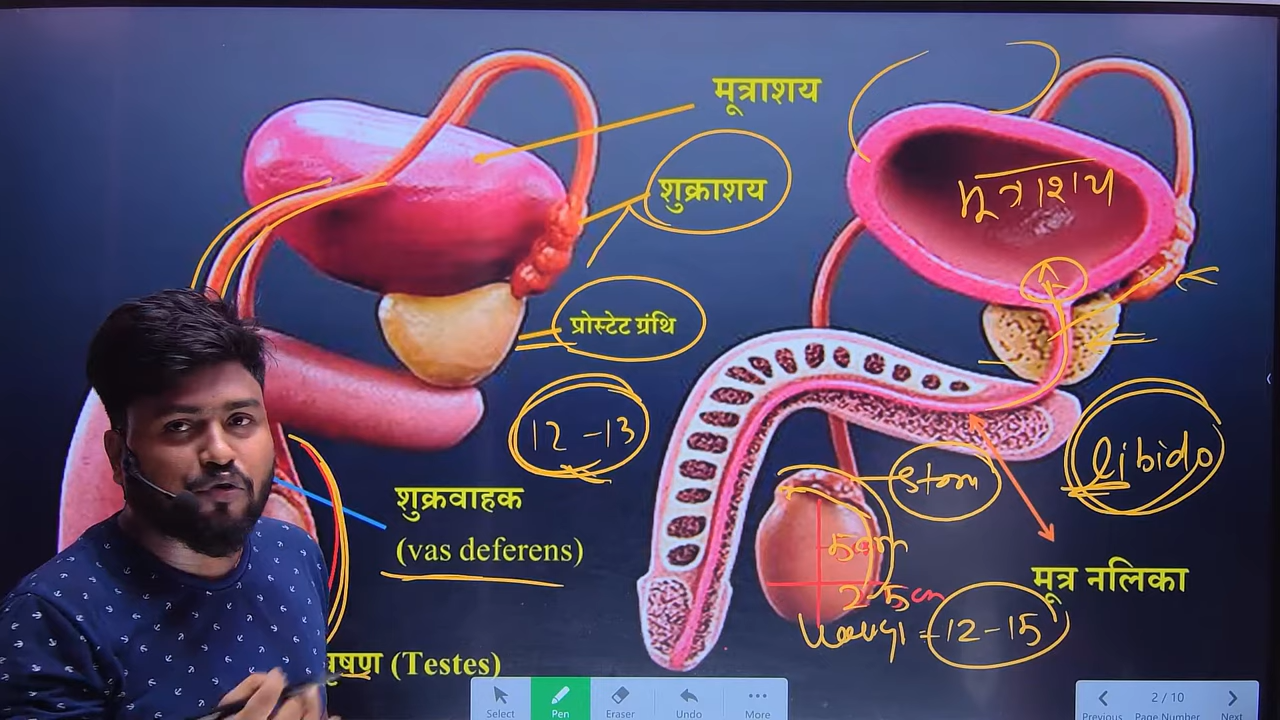 मूत्राशय
शुक्राशय
मूत्राशय
प्रोस्टेट ग्रंथि
12-13
libido
शुक्रवाहक
(vas deferens)
5cm
2.5cm
मूत्र नलिका
= 12-15
वृषण (Testes)
Select
Pen
Eraser
Undo
More
2 / 10
Previous
Page Number
Next